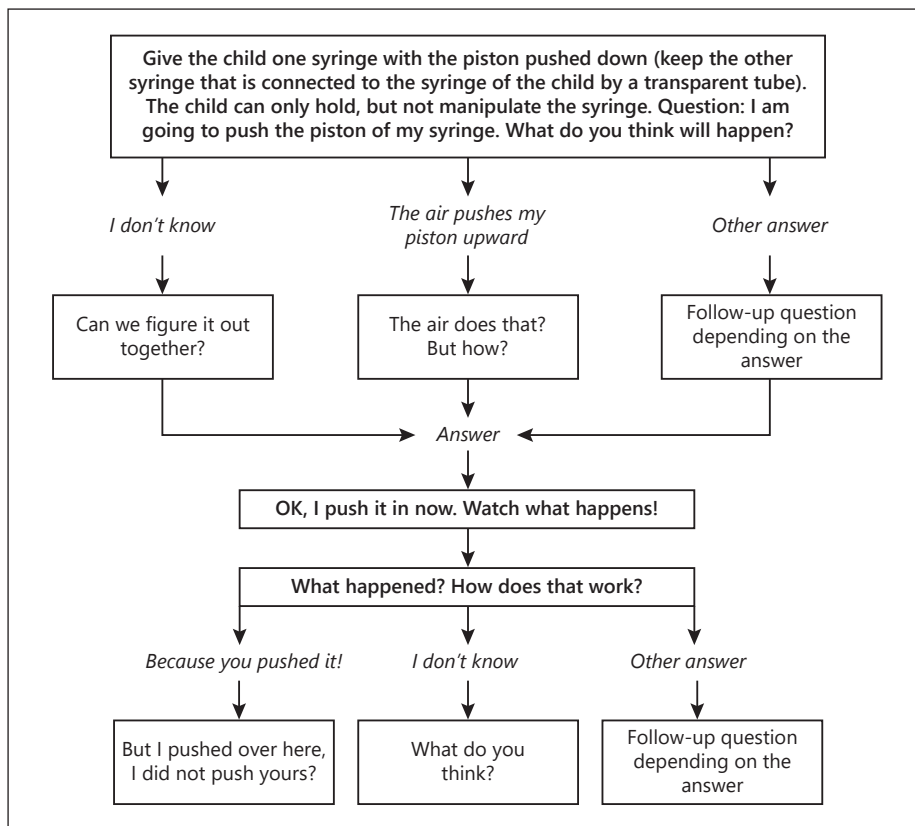 Give the child one syringe with the piston pushed down (keep the other
syringe that is connected to the syringe of the child by a transparent tube).
The child can only hold, but not manipulate the syringe. Question: I am
going to push the piston of my syringe. What do you think will happen?
I don't know
The air pushes my
piston upward
Other answer
Can we figure it out
together?
The air does that?
But how?
Follow-up question
depending on the
answer
Answer
OK, I push it in now. Watch what happens!
What happened? How does that work?
Because you pushed it!
I don't know
Other answer
But I pushed over here,
I did not push yours?
What do you
think?
Follow-up question
depending on the
answer